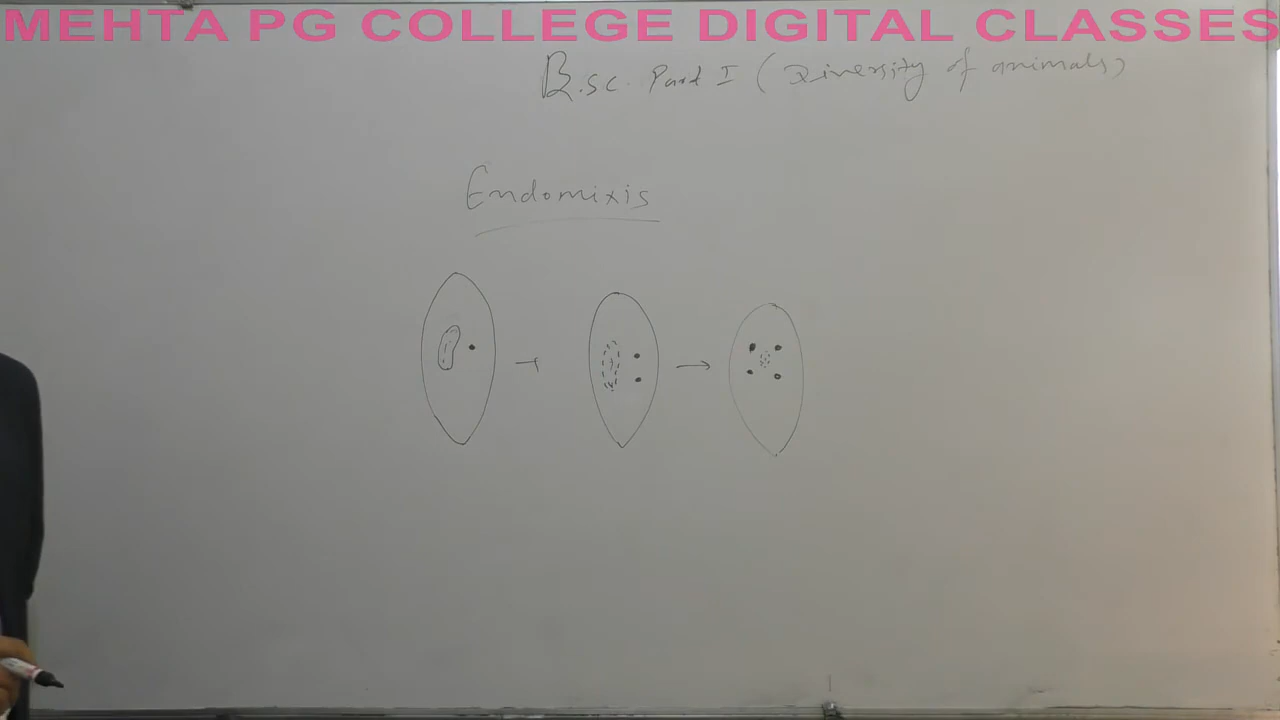 MEHTA PG COLLEGE DIGITAL CLASSES
B.sc. Part I (Diversity of animals)
Endomixis